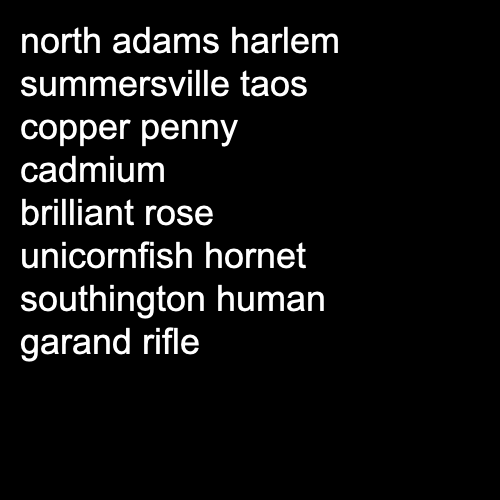 north adams harlem
summersville taos
copper penny
cadmium
brilliant rose
unicornfish hornet
southington human
garand rifle